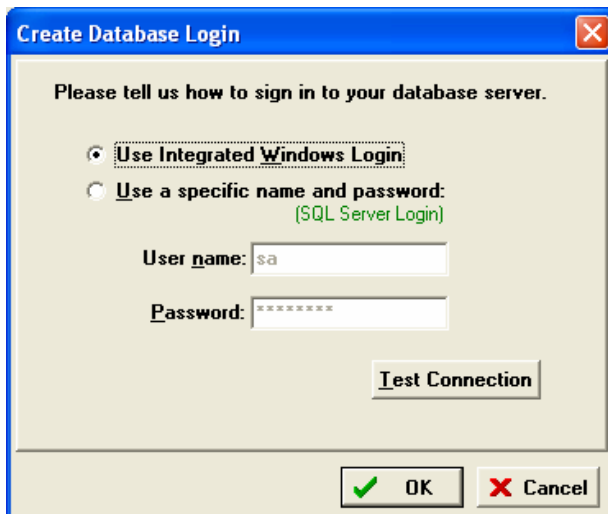 Create Database Login
Please tell us how to sign in to your database server.
Use Integrated Windows Login
Use a specific name and password:
(SQL Server Login)
User name: sa
Password: ********
Test Connection
OK Cancel